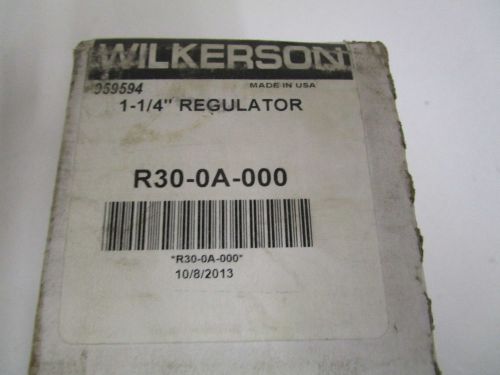 WILKERSON
959594 MADE IN USA
1-1/4" REGULATOR
R30-0A-000
"R30-0A-000"
10/8/2013